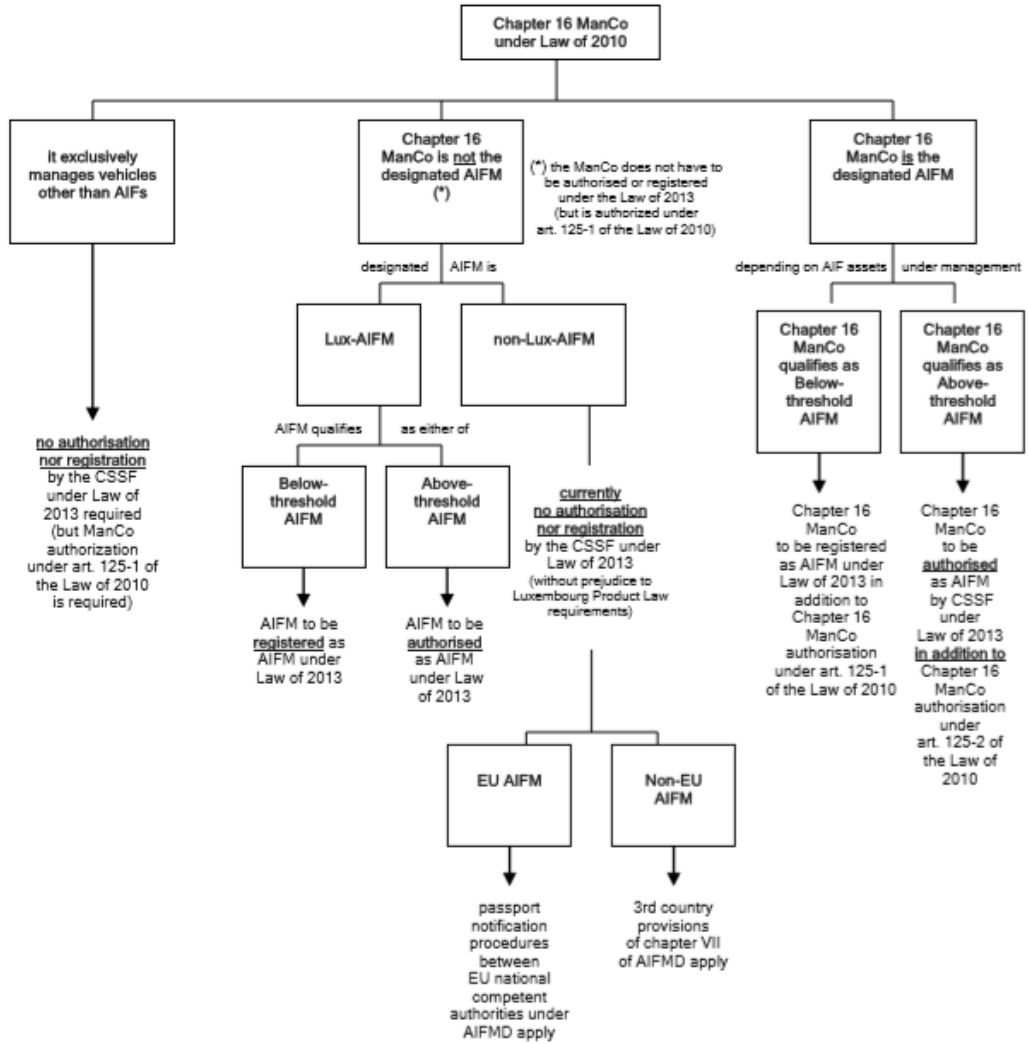 Chapter 16 ManCo
under Law of 2010
It exclusively
manages vehicles
other than AIFs
Chapter 16
ManCo is not the
designated AIFM
(*)
(*) the ManCo does not have to
be authorised or registered
under the Law of 2013
(but is authorized under
art. 125-1 of the Law of 2010)
Chapter 16
ManCo is the
designated AIFM
designated AIFM is
depending on AIF assets under management
Lux-AIFM
non-Lux-AIFM
Chapter 16
ManCo
qualifies as
Below-
threshold
AIFM
Chapter 16
ManCo
qualifies as
Above-
threshold
AIFM
AIFM qualifies as either of
no authorisation
nor registration
by the CSSF
under Law of
2013 required
(but ManCo
authorization
under art. 125-1 of
the Law of 2010
is required)
Below-
threshold
AIFM
Above-
threshold
AIFM
currently
no authorisation
nor registration
by the CSSF under
Law of 2013
(without prejudice to
Luxembourg Product Law
requirements)
Chapter 16
ManCo
to be registered
as AIFM under
Law of 2013 in
addition to
Chapter 16
ManCo
authorisation
under art. 125-1
of the Law of 2010
Chapter 16
ManCo
to be
authorised
as AIFM
by CSSF
under
Law of 2013
in addition to
Chapter 16
ManCo
authorisation
under
art. 125-2 of
the Law of
2010
AIFM to be
registered as
AIFM under
Law of 2013
AIFM to be
authorised
as AIFM
under Law
of 2013
EU AIFM
Non-EU
AIFM
passport
notification
procedures
between
EU national
competent
authorities under
AIFMD apply
3rd country
provisions
of chapter VII
of AIFMD apply